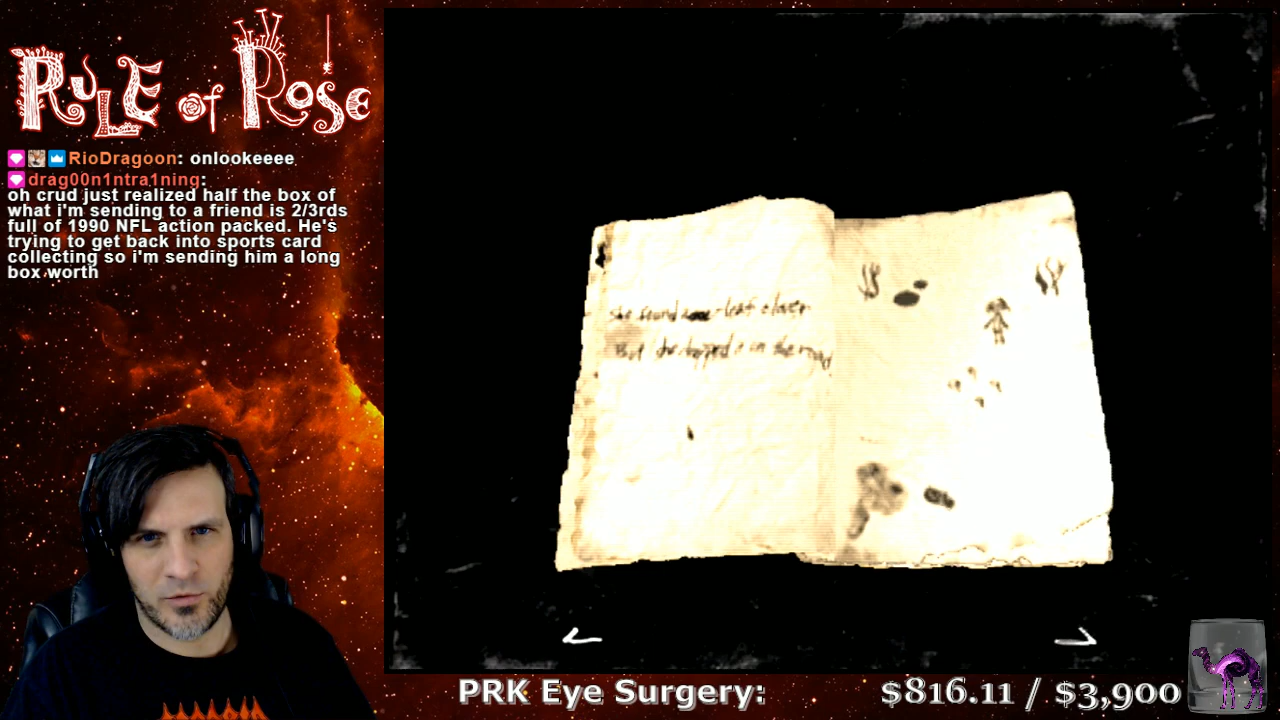 RULE of ROSE
RioDragoon: onlookeeee
drag00n1ntra1ning:
oh crud just realized half the box of
what i'm sending to a friend is 2/3rds
full of 1990 NFL action packed. He's
trying to get back into sports card
collecting so i'm sending him a long
box worth
she found -leaf clover
But she dropped it on the road
PRK Eye Surgery: $816.11 / $3,900